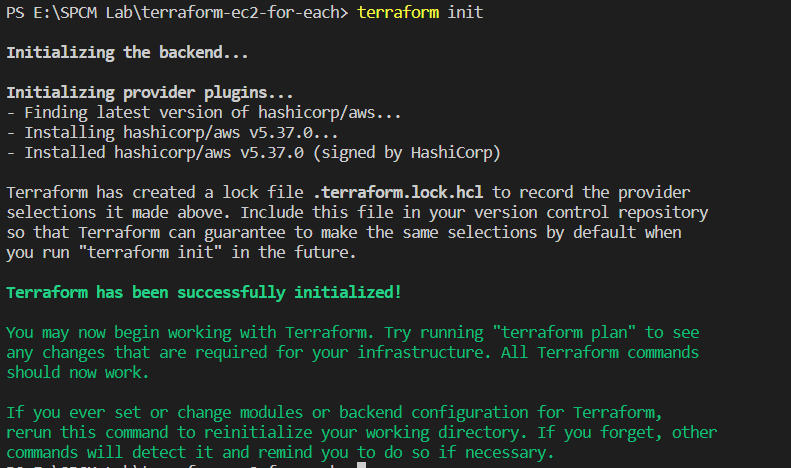 PS E:\SPCM Lab\terraform-ec2-for-each> terraform init
Initializing the backend...
Initializing provider plugins...
- Finding latest version of hashicorp/aws...
- Installing hashicorp/aws v5.37.0...
- Installed hashicorp/aws v5.37.0 (signed by HashiCorp)
Terraform has created a lock file .terraform.lock.hcl to record the provider
selections it made above. Include this file in your version control repository
so that Terraform can guarantee to make the same selections by default when
you run "terraform init" in the future.
Terraform has been successfully initialized!
You may now begin working with Terraform. Try running "terraform plan" to see
any changes that are required for your infrastructure. All Terraform commands
should now work.
If you ever set or change modules or backend configuration for Terraform,
rerun this command to reinitialize your working directory. If you forget, other
commands will detect it and remind you to do so if necessary.